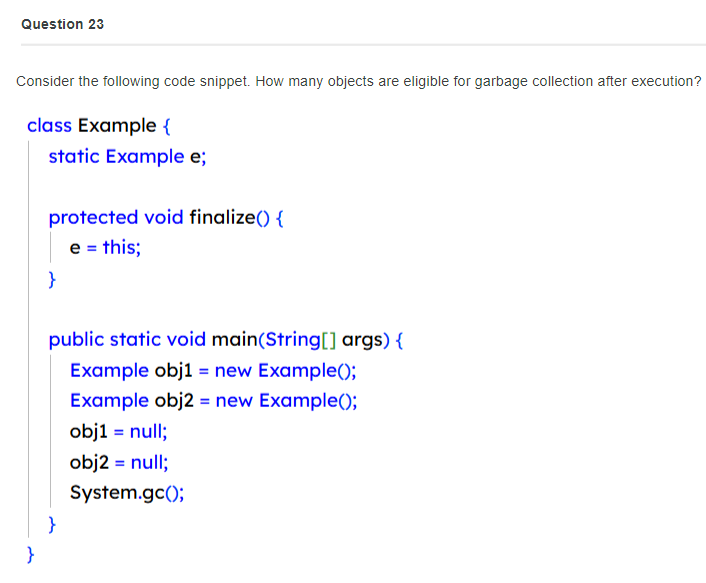 Question 23
Consider the following code snippet. How many objects are eligible for garbage collection after execution?
class Example {
static Example e;
protected void finalize() {
e = this;
}
public static void main(String[] args) {
Example obj1 = new Example();
Example obj2 = new Example();
obj1 = null;
obj2 = null;
System.gc();
}
}